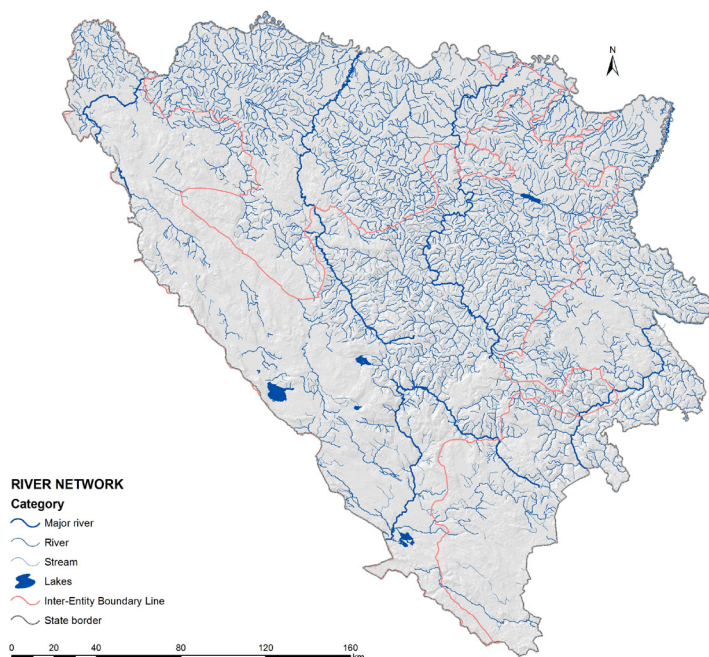 N
RIVER NETWORK
Category
Major river
River
Stream
Lakes
Inter-Entity Boundary Line
State border
0 20 40 80 120 160
km